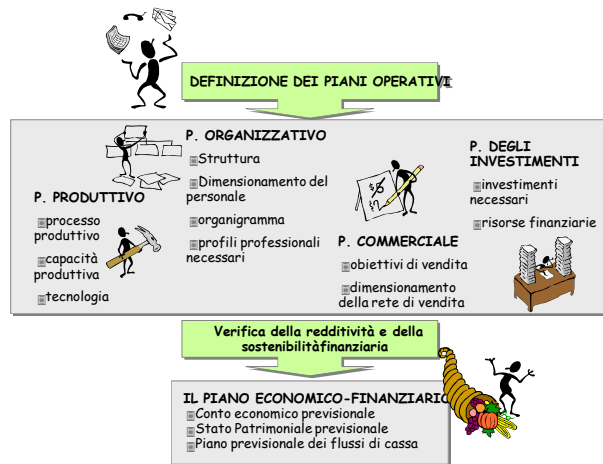 DEFINIZIONE DEI PIANI OPERATIVI
P. ORGANIZZATIVO
Struttura
Dimensionamento del
personale
organigramma
profili professionali
necessari
P. DEGLI
INVESTIMENTI
investimenti
necessari
risorse finanziarie
P. PRODUTTIVO
processo
produttivo
capacità
produttiva
tecnologia
P. COMMERCIALE
obiettivi di vendita
dimensionamento
della rete di vendita
Verifica della redditività e della
sostenibilitàfinanziaria
IL PIANO ECONOMICO-FINANZIARIO
Conto economico previsionale
Stato Patrimoniale previsionale
Piano previsionale dei flussi di cassa